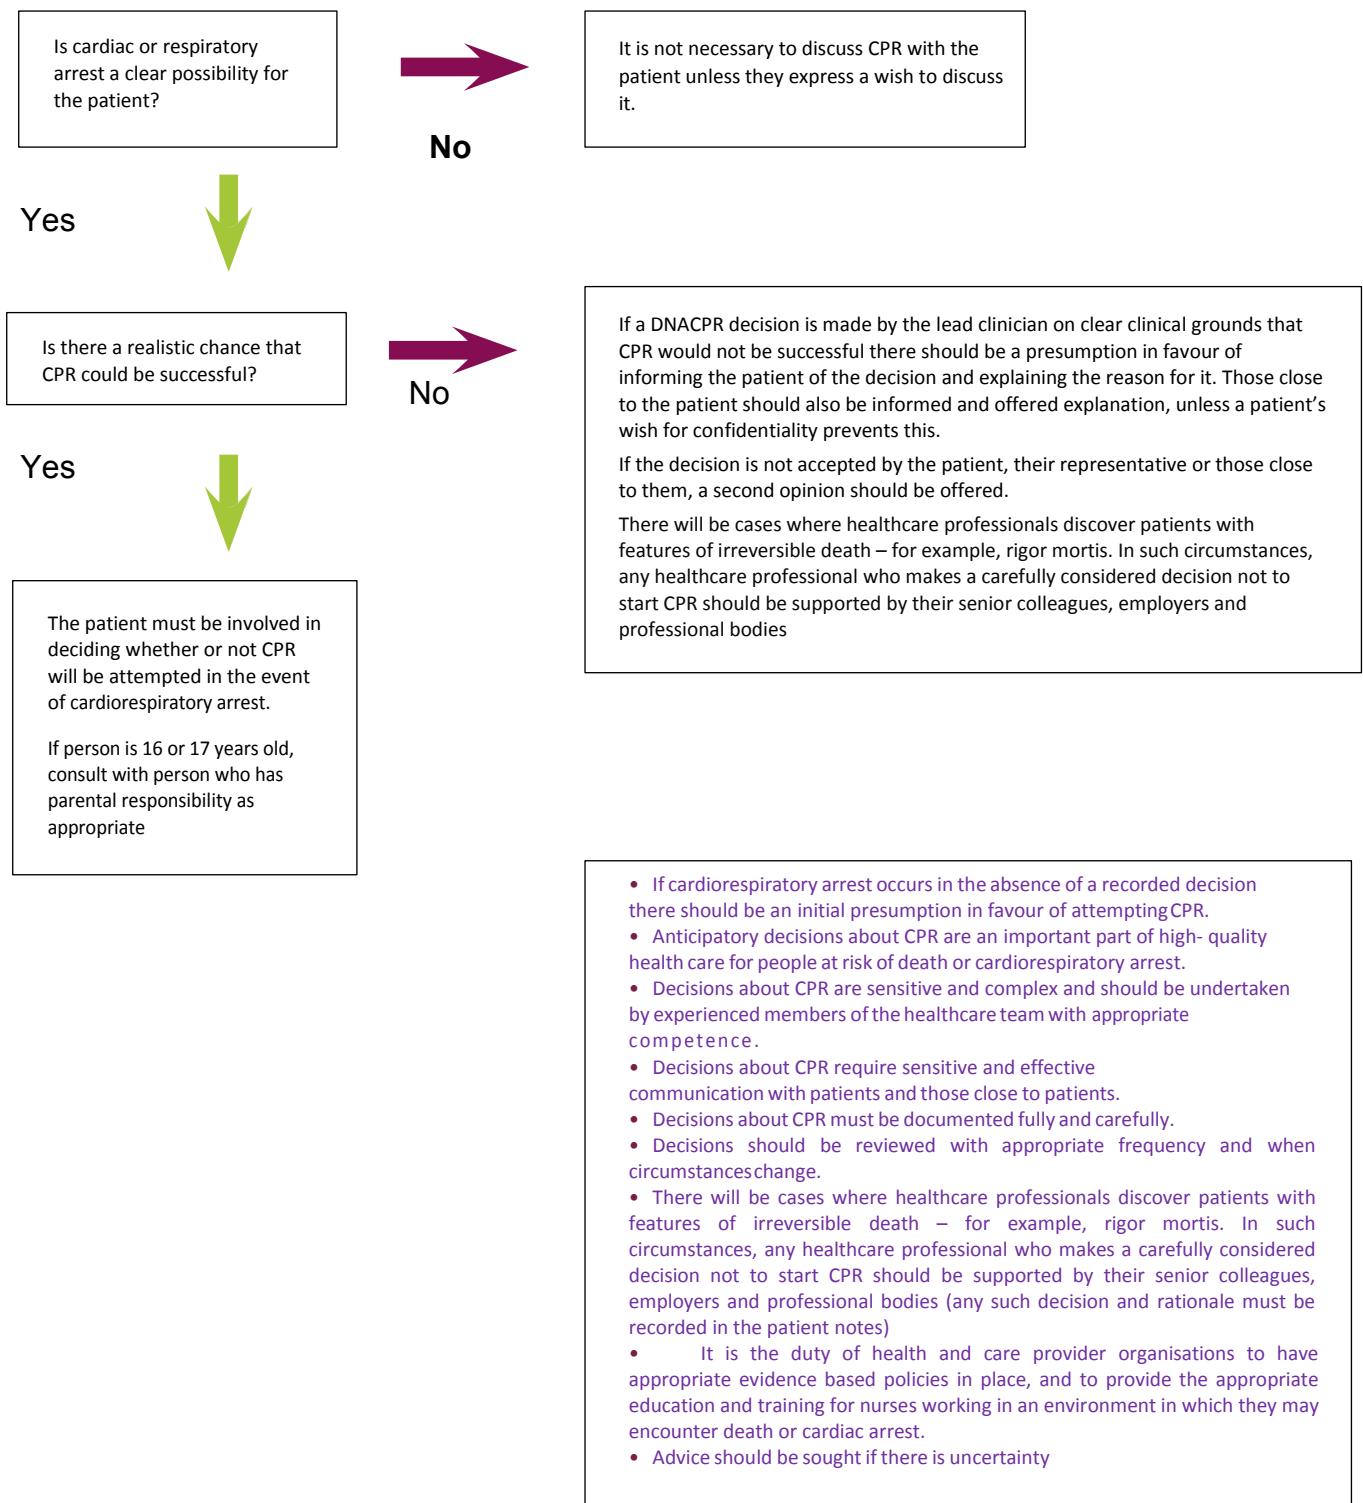 Is cardiac or respiratory
arrest a clear possibility for
the patient?
No
It is not necessary to discuss CPR with the
patient unless they express a wish to discuss
it.
Yes
Is there a realistic chance that
CPR could be successful?
No
If a DNACPR decision is made by the lead clinician on clear clinical grounds that
CPR would not be successful there should be a presumption in favour of
informing the patient of the decision and explaining the reason for it. Those close
to the patient should also be informed and offered explanation, unless a patient’s
wish for confidentiality prevents this.
If the decision is not accepted by the patient, their representative or those close
to them, a second opinion should be offered.
There will be cases where healthcare professionals discover patients with
features of irreversible death – for example, rigor mortis. In such circumstances,
any healthcare professional who makes a carefully considered decision not to
start CPR should be supported by their senior colleagues, employers and
professional bodies
Yes
The patient must be involved in
deciding whether or not CPR
will be attempted in the event
of cardiorespiratory arrest.
If person is 16 or 17 years old,
consult with person who has
parental responsibility as
appropriate
• If cardiorespiratory arrest occurs in the absence of a recorded decision
there should be an initial presumption in favour of attempting CPR.
• Anticipatory decisions about CPR are an important part of high- quality
health care for people at risk of death or cardiorespiratory arrest.
• Decisions about CPR are sensitive and complex and should be undertaken
by experienced members of the healthcare team with appropriate
competence.
• Decisions about CPR require sensitive and effective
communication with patients and those close to patients.
• Decisions about CPR must be documented fully and carefully.
• Decisions should be reviewed with appropriate frequency and when
circumstanceschange.
• There will be cases where healthcare professionals discover patients with
features of irreversible death – for example, rigor mortis. In such
circumstances, any healthcare professional who makes a carefully considered
decision not to start CPR should be supported by their senior colleagues,
employers and professional bodies (any such decision and rationale must be
recorded in the patient notes)
• It is the duty of health and care provider organisations to have
appropriate evidence based policies in place, and to provide the appropriate
education and training for nurses working in an environment in which they may
encounter death or cardiac arrest.
• Advice should be sought if there is uncertainty